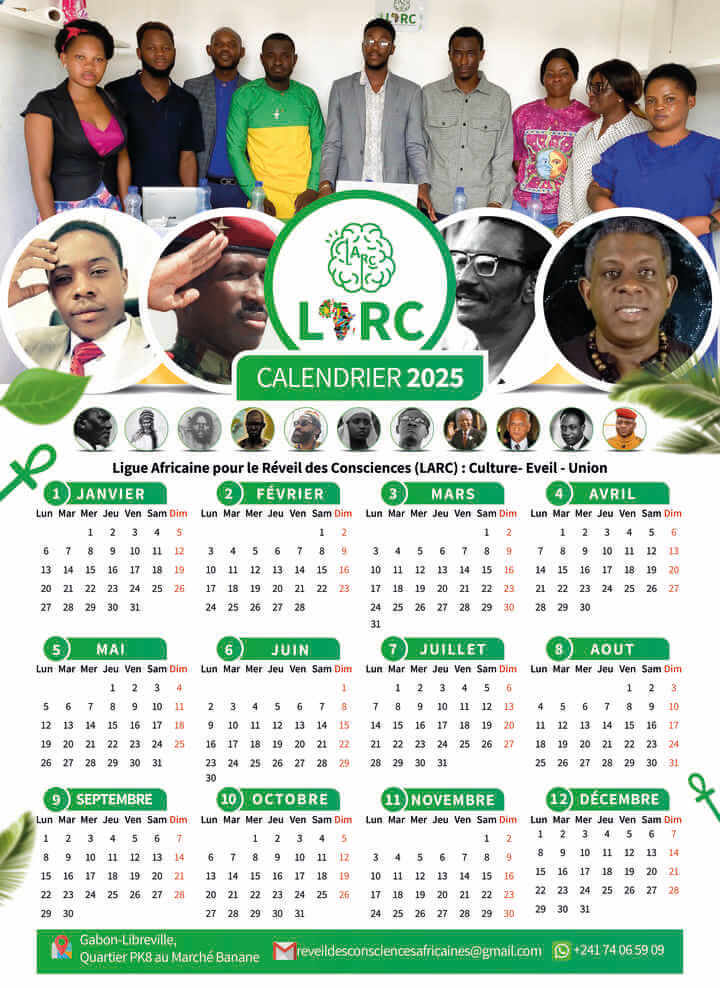 LARC
LARC
L RC
CALENDRIER 2025
Ligue Africaine pour le Réveil des Consciences (LARC) : Culture- Eveil - Union
1 JANVIER
Lun Mar Mer Jeu Ven Sam Dim
1 2 3 4 5
6 7 8 9 10 11 12
13 14 15 16 17 18 19
20 21 22 23 24 25 26
27 28 29 30 31
2 FÉVRIER
Lun Mar Mer Jeu Ven Sam Dim
1 2
3 4 5 6 7 8 9
10 11 12 13 14 15 16
17 18 19 20 21 22 23
24 25 26 27 28
3 MARS
Lun Mar Mer Jeu Ven Sam Dim
1 2
3 4 5 6 7 8 9
10 11 12 13 14 15 16
17 18 19 20 21 22 23
24 25 26 27 28 29 30
31
4 AVRIL
Lun Mar Mer Jeu Ven Sam Dim
1 2 3 4 5 6
7 8 9 10 11 12 13
14 15 16 17 18 19 20
21 22 23 24 25 26 27
28 29 30
5 MAI
Lun Mar Mer Jeu Ven Sam Dim
1 2 3 4
5 6 7 8 9 10 11
12 13 14 15 16 17 18
19 20 21 22 23 24 25
26 27 28 29 30 31
6 JUIN
Lun Mar Mer Jeu Ven Sam Dim
1
2 3 4 5 6 7 8
9 10 11 12 13 14 15
16 17 18 19 20 21 22
23 24 25 26 27 28 29
30
7 JUILLET
Lun Mar Mer Jeu Ven Sam Dim
1 2 3 4 5 6
7 8 9 10 11 12 13
14 15 16 17 18 19 20
21 22 23 24 25 26 27
28 29 30 31
8 AOUT
Lun Mar Mer Jeu Ven Sam Dim
1 2 3
4 5 6 7 8 9 10
11 12 13 14 15 16 17
18 19 20 21 22 23 24
25 26 27 28 29 30 31
9 SEPTEMBRE
Lun Mar Mer Jeu Ven Sam Dim
1 2 3 4 5 6 7
8 9 10 11 12 13 14
15 16 17 18 19 20 21
22 23 24 25 26 27 28
29 30
10 OCTOBRE
Lun Mar Mer Jeu Ven Sam Dim
1 2 3 4 5
6 7 8 9 10 11 12
13 14 15 16 17 18 19
20 21 22 23 24 25 26
27 28 29 30 31
11 NOVEMBRE
Lun Mar Mer Jeu Ven Sam Dim
1 2
3 4 5 6 7 8 9
10 11 12 13 14 15 16
17 18 19 20 21 22 23
24 25 26 27 28 29 30
12 DÉCEMBRE
Lun Mar Mer Jeu Ven Sam Dim
1 2 3 4 5 6 7
8 9 10 11 12 13 14
15 16 17 18 19 20 21
22 23 24 25 26 27 28
29 30 31
Gabon-Libreville,
Quartier PK8 au Marché Banane
reveildesconsciencesafricaines@gmail.com
+241 74 06 59 09